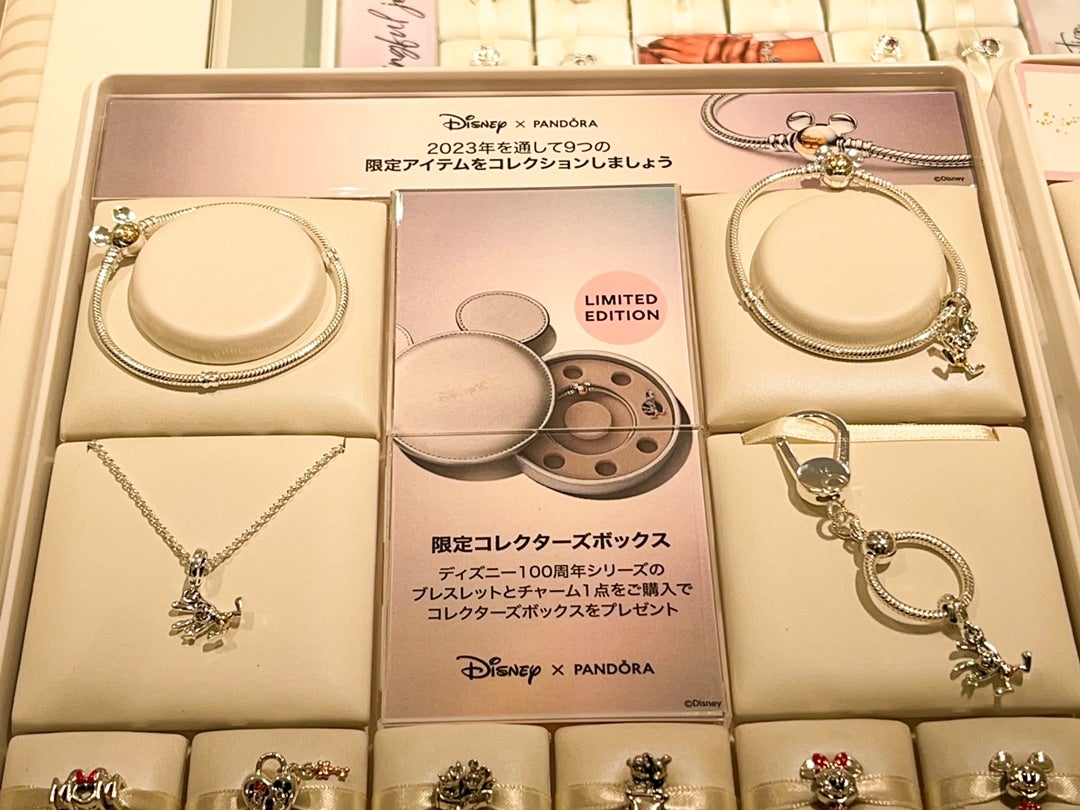 Disney × PANDORA
2023年を通して9つの
限定アイテムをコレクションしましょう
©Disney
LIMITED
EDITION
限定コレクターズボックス
ディズニー100周年シリーズの
ブレスレットとチャーム1点をご購入で
コレクターズボックスをプレゼント
Disney × PANDORA
©Disney
MOM